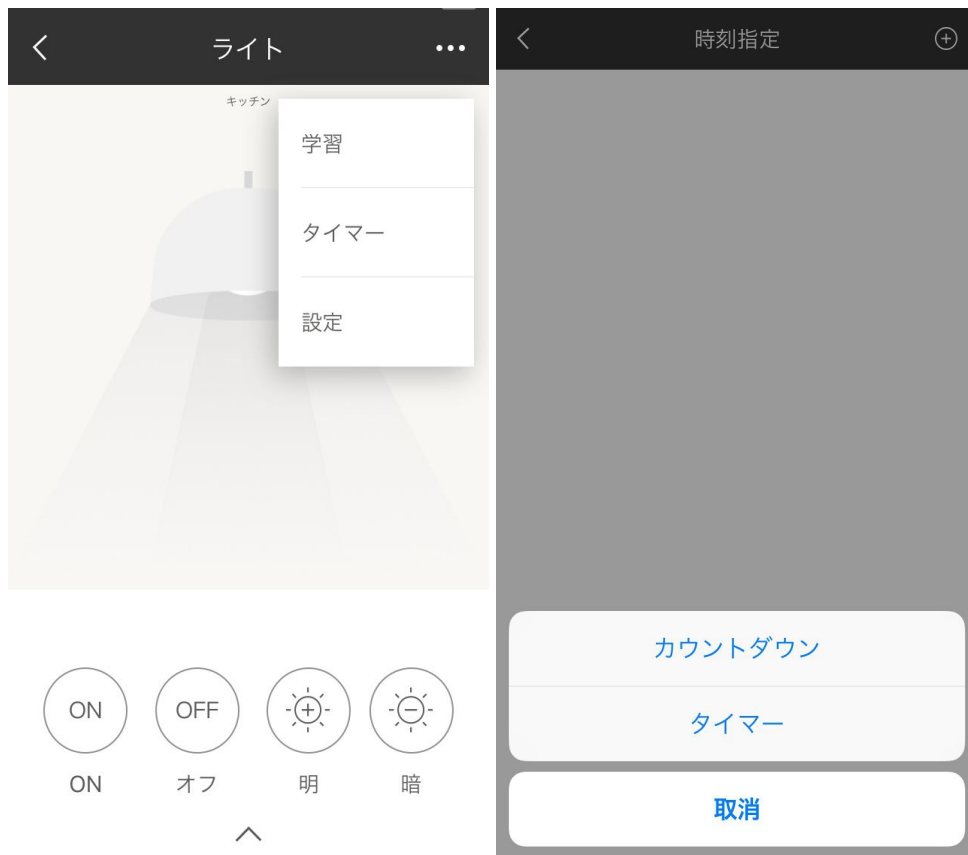 ライト
キッチン
学習
タイマー
設定
ON
OFF
ON
オフ
明
暗
時刻指定
カウントダウン
タイマー
取消